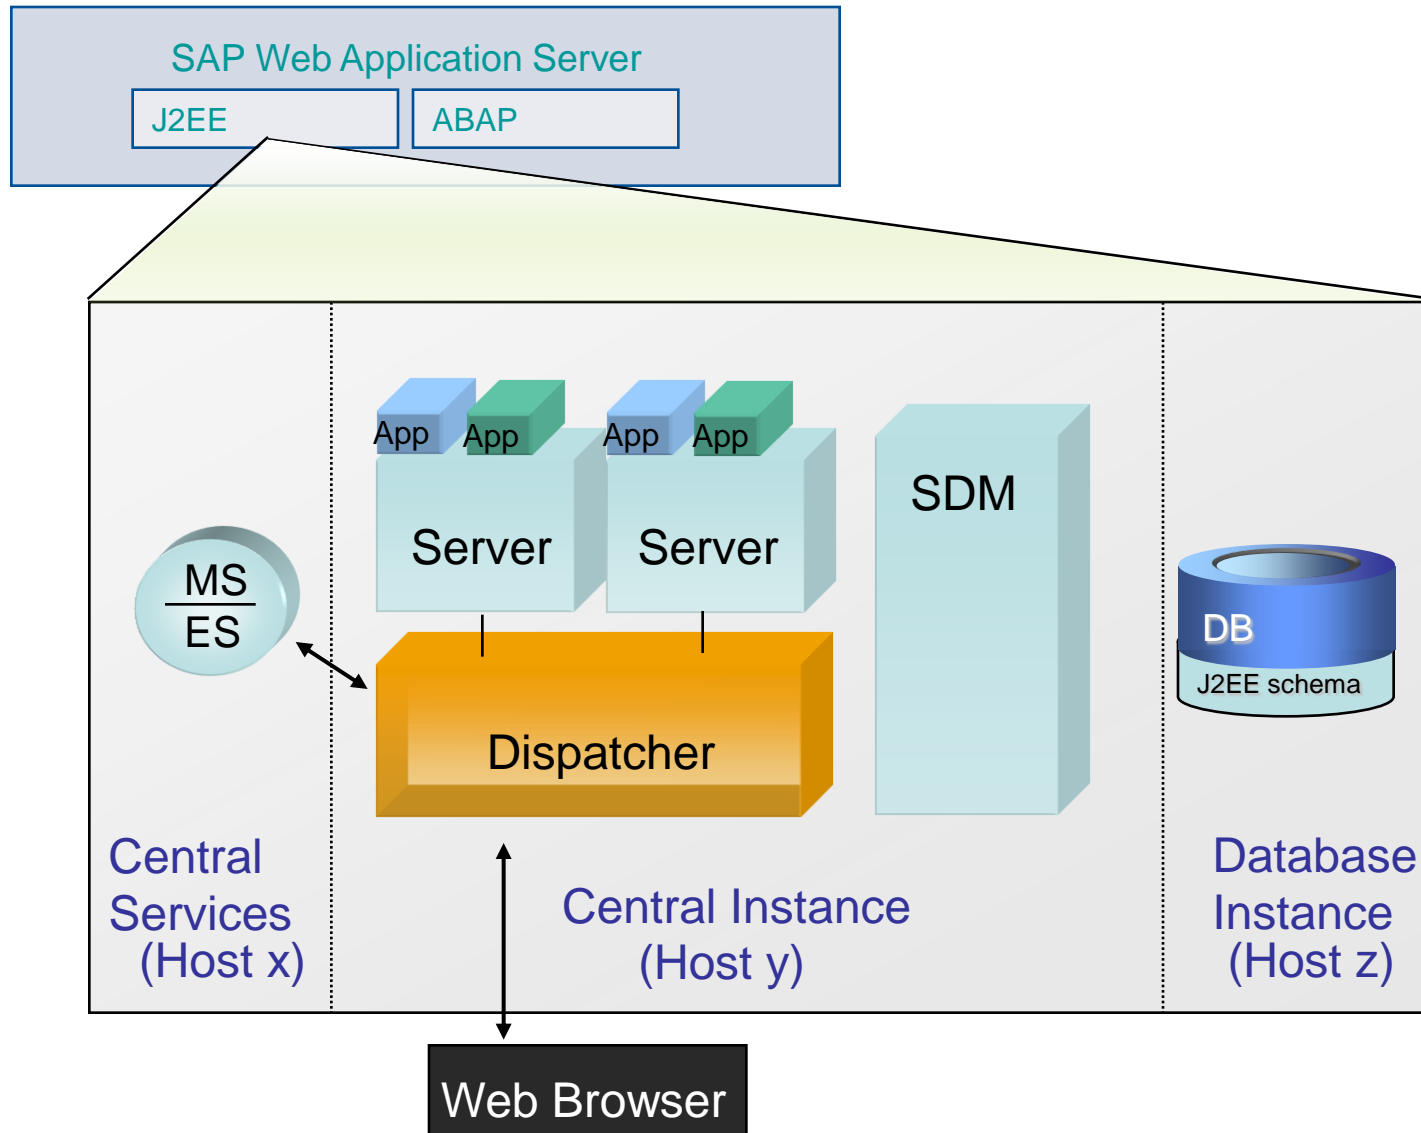 SAP Web Application Server
J2EE
ABAP
App
App
App
App
Server
Server
SDM
MS
ES
DB
J2EE schema
Dispatcher
Central
Services
(Host x)
Central Instance
(Host y)
Database
Instance
(Host z)
Web Browser